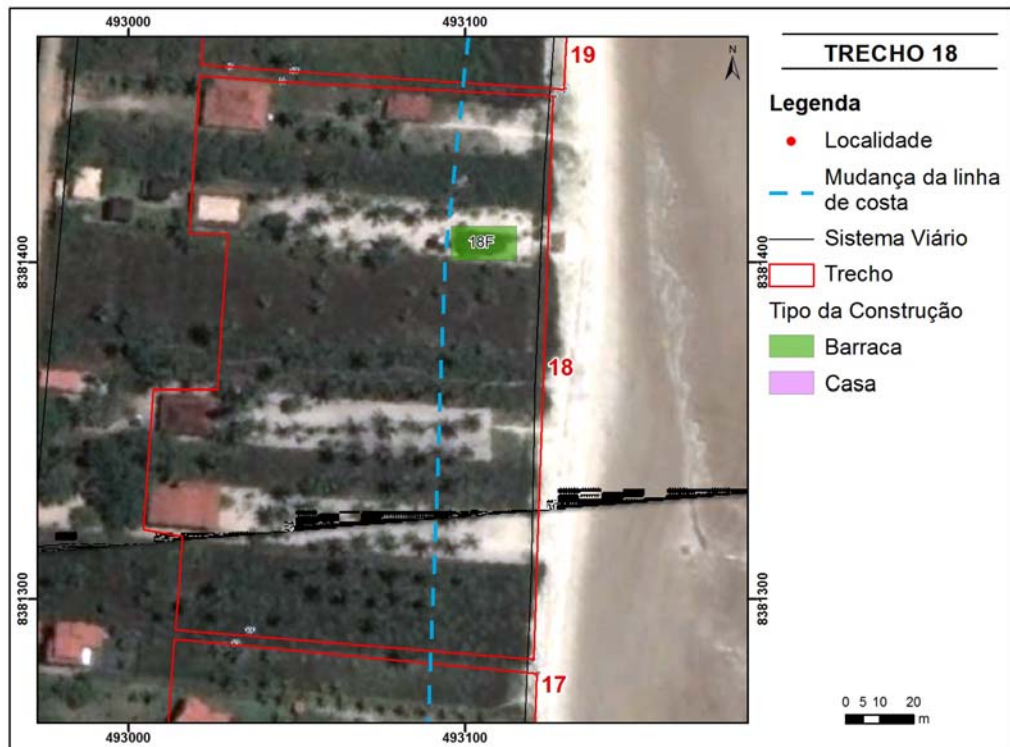 493000
493100
N
TRECHO 18
19
Legenda
Localidade
Mudança da linha
de costa
Sistema Viário
Trecho
Tipo da Construção
Barraca
Casa
18F
8381400
8381400
18
8381300
8381300
17
0 5 10 20
m
493000
493100